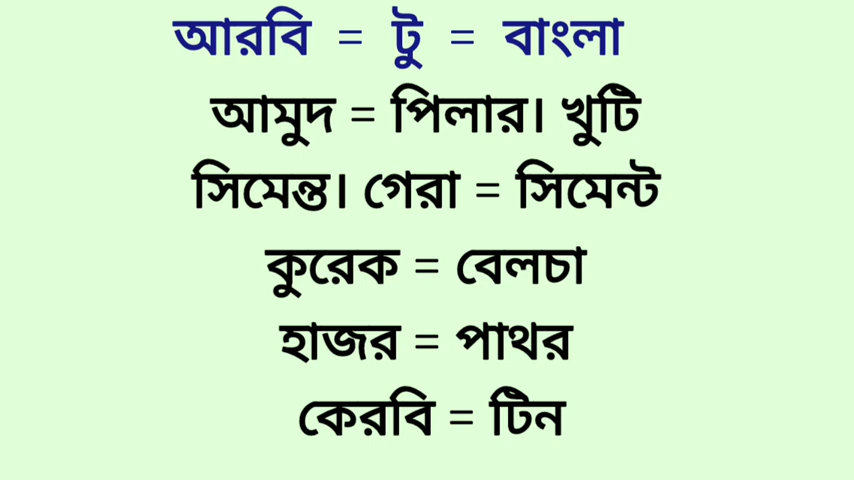 আরবি = টু = বাংলা
আমুদ = পিলার। খুটি
সিমেন্ত। গেরা = সিমেন্ট
কুরেক = বেলচা
হাজর = পাথর
কেরবি = টিন